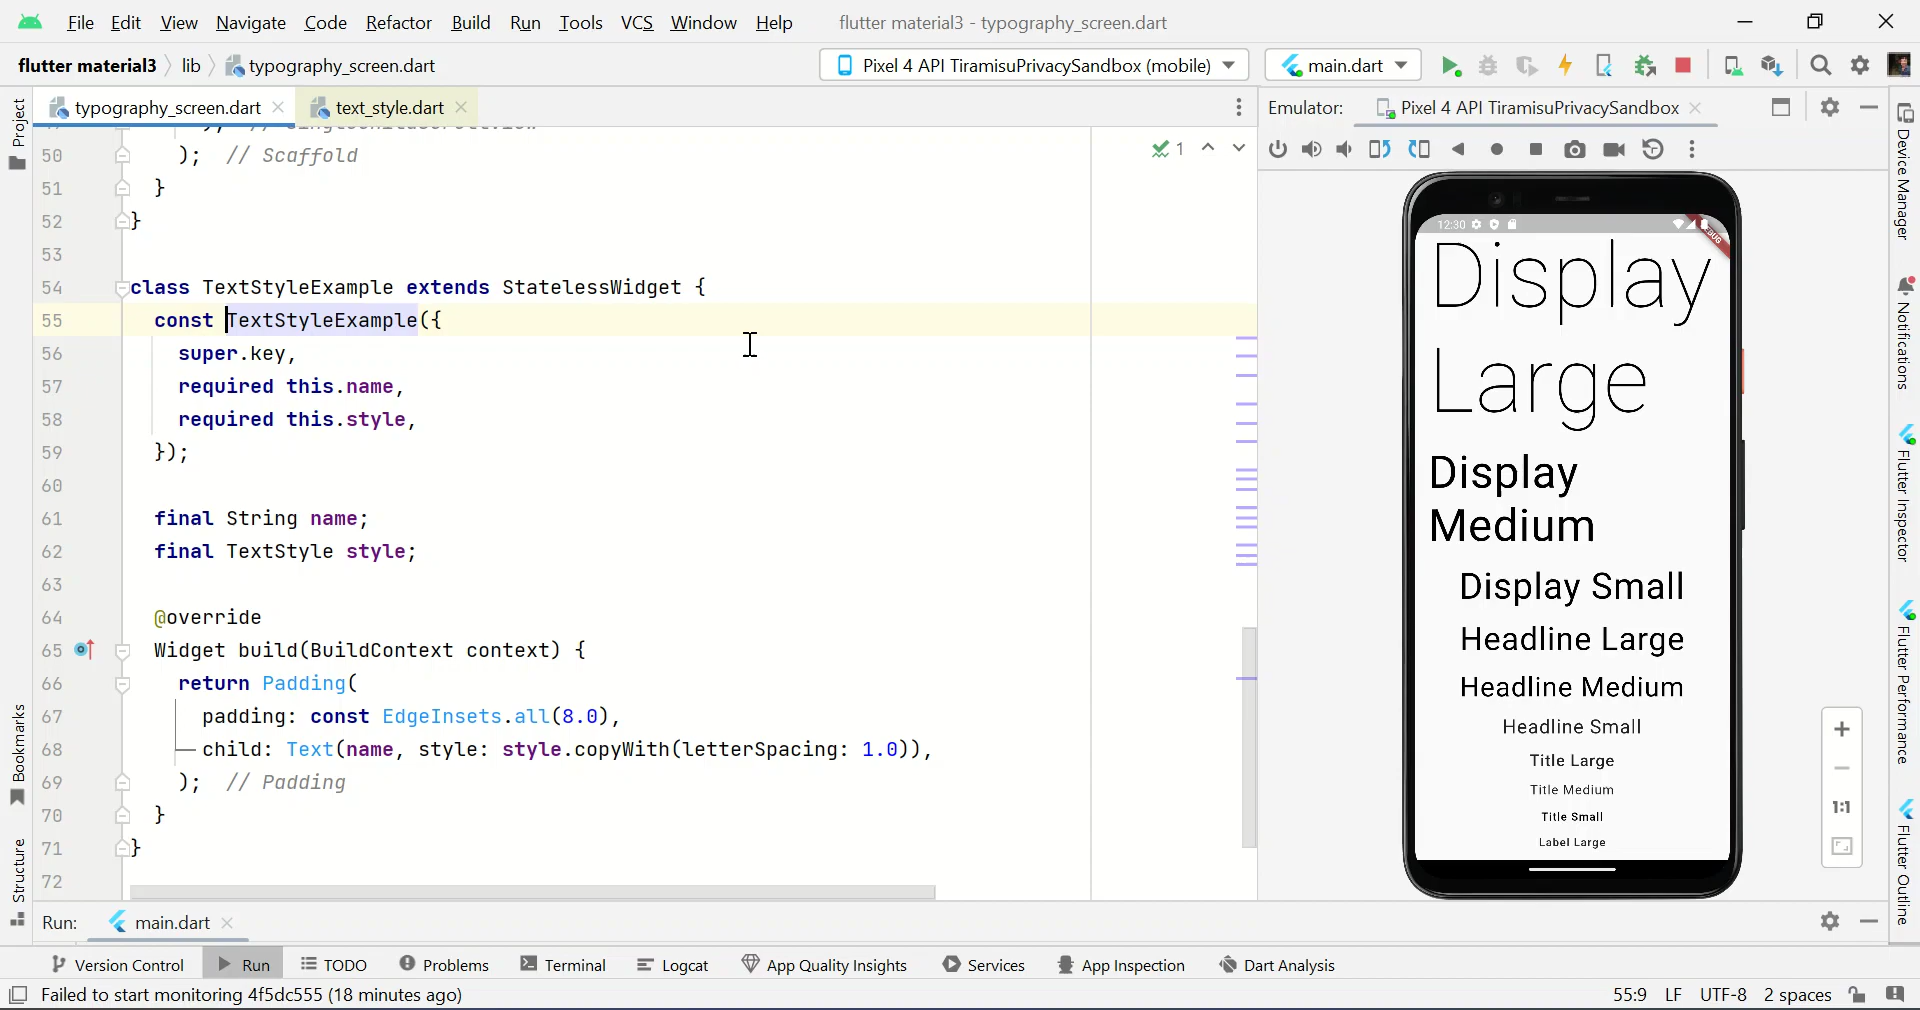 File Edit View Navigate Code Refactor Build Run Tools VCS Window Help flutter material3 - typography_screen.dart
flutter material3 lib typography_screen.dart Pixel 4 API TiramisuPrivacySandbox (mobile) main.dart
typography_screen.dart text_style.dart Emulator: Pixel 4 API TiramisuPrivacySandbox
1
50 ); // Scaffold
51 }
52 }
53
54 class TextStyleExample extends StatelessWidget {
55 const TextStyleExample({
56 super.key,
57 required this.name,
58 required this.style,
59 });
60
61 final String name;
62 final TextStyle style;
63
64 @override
65 Widget build(BuildContext context) {
66 return Padding(
67 padding: const EdgeInsets.all(8.0),
68 child: Text(name, style: style.copyWith(letterSpacing: 1.0)),
69 ); // Padding
70 }
71 }
72
Project
Bookmarks
Structure
12:30
Display
Large
Display
Medium
Display Small
Headline Large
Headline Medium
Headline Small
Title Large
Title Medium
Title Small
Label Large
1:1
Device Manager
Notifications
Flutter Inspector
Flutter Performance
Flutter Outline
Run: main.dart
Version Control Run TODO Problems Terminal Logcat App Quality Insights Services App Inspection Dart Analysis
Failed to start monitoring 4f5dc555 (18 minutes ago) 55:9 LF UTF-8 2 spaces